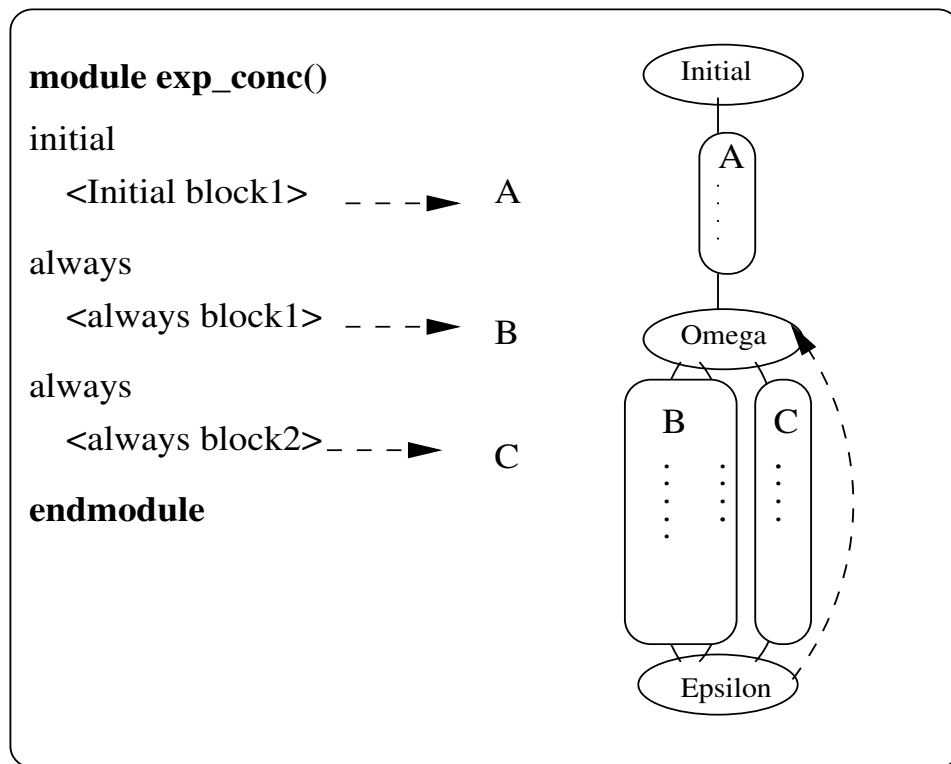 module exp_conc()
initial
<Initial block1>
A
always
<always block1>
B
always
<always block2>
C
endmodule
Initial
A
Omega
B
C
Epsilon